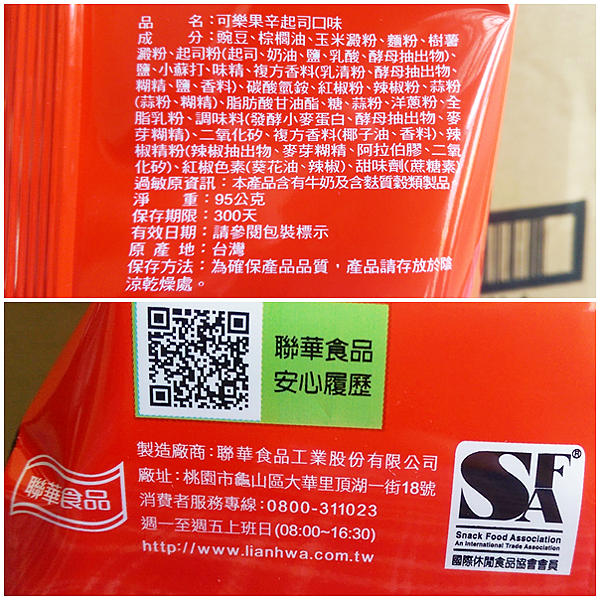 品　　名：可樂果辛起司口味
成　　分：豌豆、棕櫚油、玉米澱粉、麵粉、樹薯
澱粉、起司粉(起司、奶油、鹽、乳酸、酵母抽出物)、
鹽、小蘇打、味精、複方香料(乳清粉、酵母抽出物、
糊精、鹽、香料)、碳酸氫銨、紅椒粉、辣椒粉、蒜粉
(蒜粉、糊精)、脂肪酸甘油酯、糖、蒜粉、洋蔥粉、全
脂乳粉、調味料(發酵小麥蛋白、酵母抽出物、麥
芽糊精)、二氧化矽、複方香料(椰子油、香料)、辣
椒精粉(辣椒抽出物、麥芽糊精、阿拉伯膠、二氧
化矽)、紅椒色素(葵花油、辣椒)、甜味劑(蔗糖素)
過敏原資訊：本產品含有牛奶及含麩質穀類製品
淨　　重：95公克
保存期限：300天
有效日期：請參閱包裝標示
原 產 地：台灣
保存方法：為確保產品品質，產品請存放於陰
涼乾燥處。
聯華食品
安心履歷
製造廠商：聯華食品工業股份有限公司
廠址：桃園市龜山區大華里頂湖一街18號
消費者服務專線：0800-311023
週一至週五上班日(08:00~16:30)
http://www.lianhwa.com.tw
聯華食品
SFA®
Snack Food Association
An International Trade Association
國際休閒食品協會會員